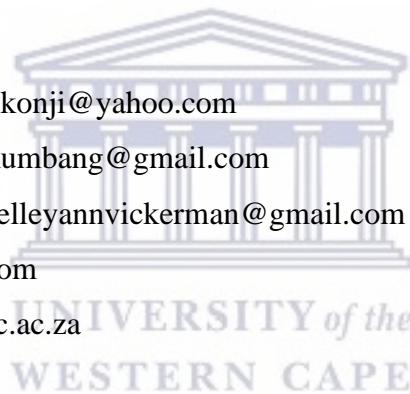 konji@yahoo.com
umbang@gmail.com
elleyannvickerman@gmail.com
om
c.ac.za
UNIVERSITY of the
WESTERN CAPE